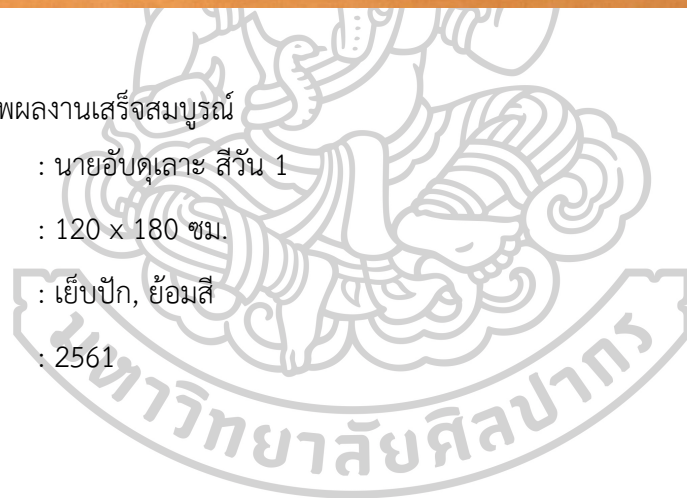 พผลงานเสร็จสมบูรณ์
: นายอับดุเลาะ สีวัน 1
: 120 x 180 ซม.
: เย็บปัก, ย้อมสี
: 2561
มหาวิทยาลัยศิลปากร